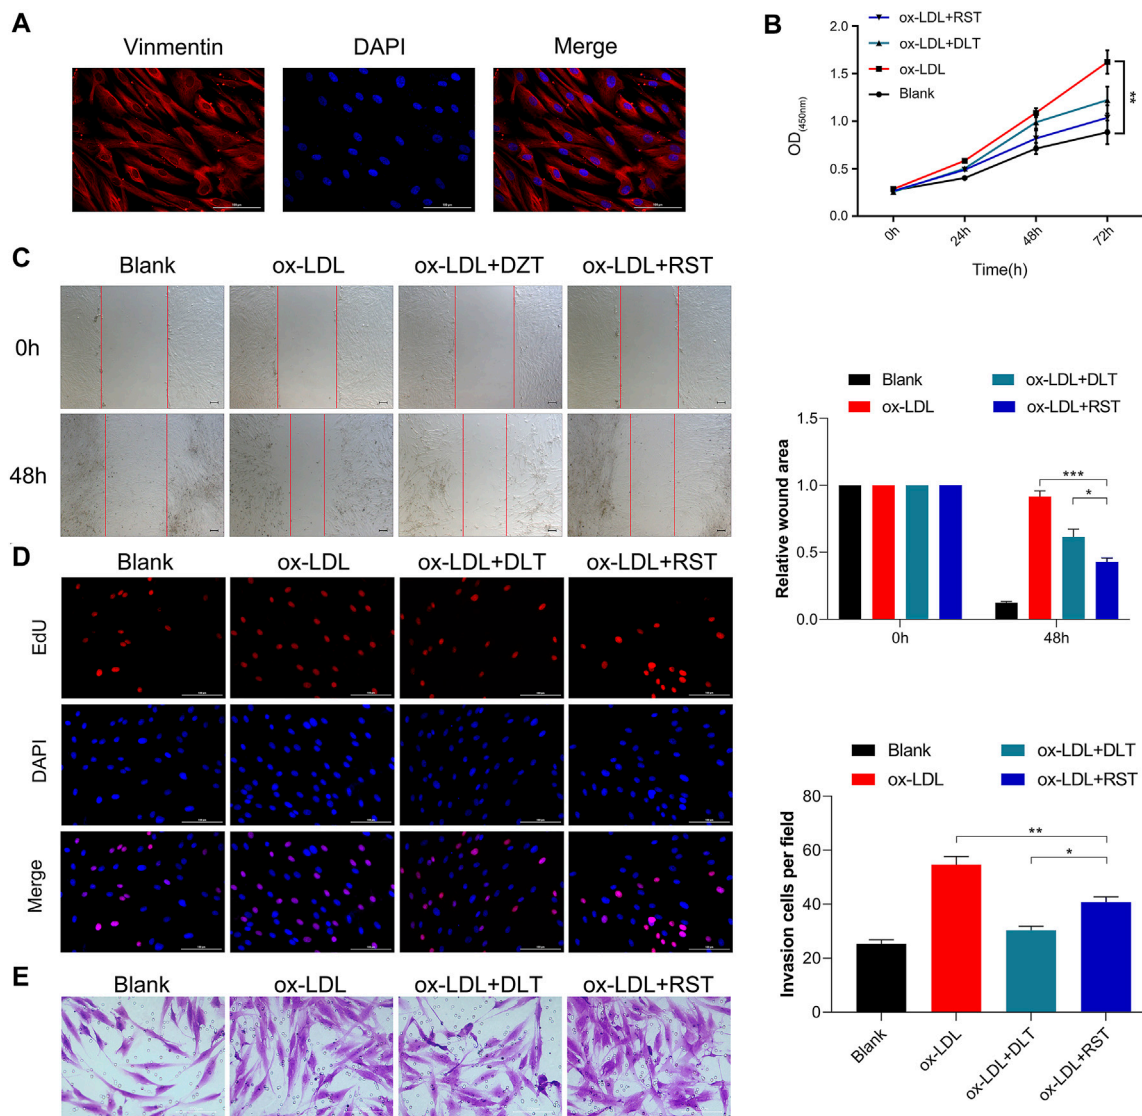 A
Vinmentin DAPI Merge
B
ox-LDL+RST
ox-LDL+DLT
ox-LDL
Blank
2.0
1.5
1.0
0.5
0.0
OD(450nm)
**
0h 24h 48h 72h
Time(h)
C
Blank ox-LDL ox-LDL+DZT ox-LDL+RST
0h
48h
Blank ox-LDL+DLT
ox-LDL ox-LDL+RST
Relative wound area
1.5
1.0
0.5
0.0
***
*
0h 48h
D
Blank ox-LDL ox-LDL+DLT ox-LDL+RST
EdU
DAPI
Merge
Blank ox-LDL+DLT
ox-LDL ox-LDL+RST
Invasion cells per field
80
60
40
20
0
**
*
Blank ox-LDL ox-LDL+DLT ox-LDL+RST
E
Blank ox-LDL ox-LDL+DLT ox-LDL+RST